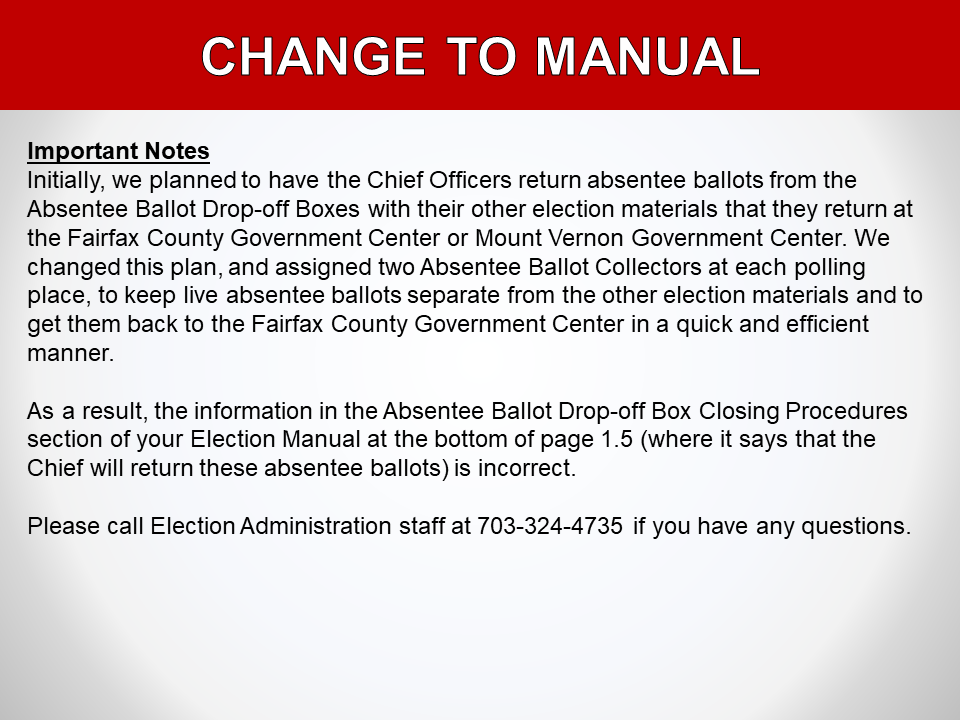 CHANGE TO MANUAL
Important Notes
Initially, we planned to have the Chief Officers return absentee ballots from the
Absentee Ballot Drop-off Boxes with their other election materials that they return at
the Fairfax County Government Center or Mount Vernon Government Center. We
changed this plan, and assigned two Absentee Ballot Collectors at each polling
place, to keep live absentee ballots separate from the other election materials and to
get them back to the Fairfax County Government Center in a quick and efficient
manner.
As a result, the information in the Absentee Ballot Drop-off Box Closing Procedures
section of your Election Manual at the bottom of page 1.5 (where it says that the
Chief will return these absentee ballots) is incorrect.
Please call Election Administration staff at 703-324-4735 if you have any questions.